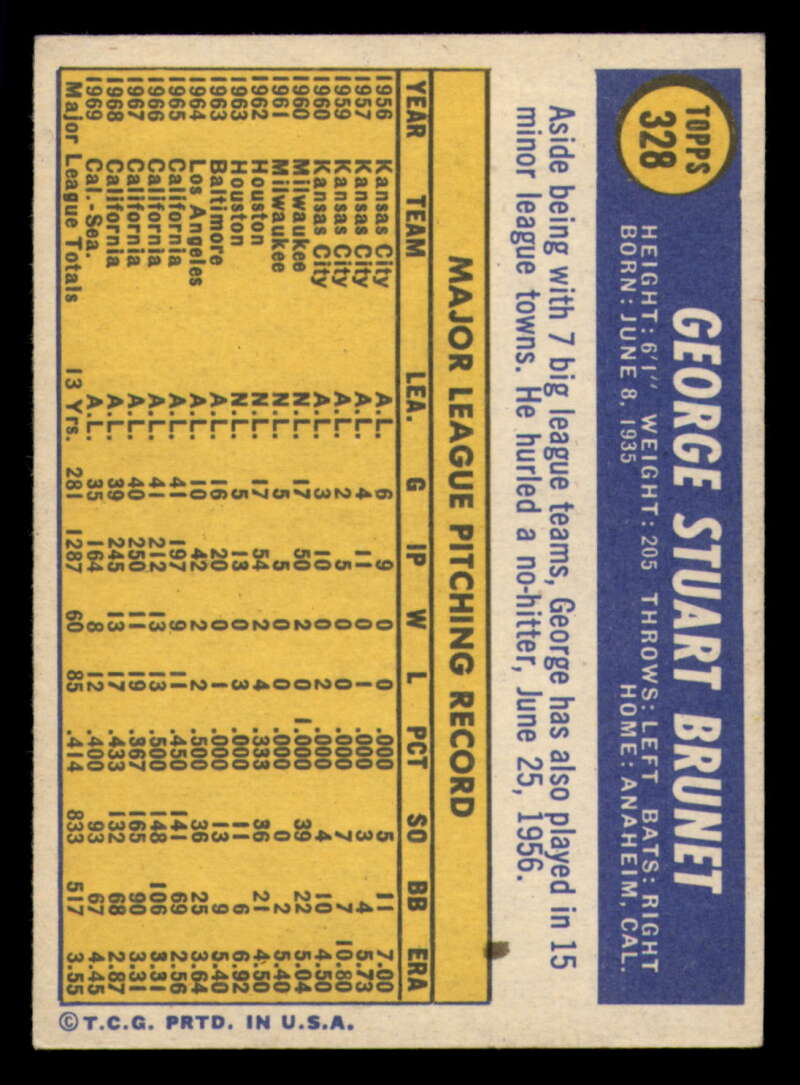 TOPPS
328
GEORGE STUART BRUNET
HEIGHT: 6'1" WEIGHT: 205 THROWS: LEFT BATS: RIGHT
BORN: JUNE 8, 1935 HOME: ANAHEIM, CAL.
Aside being with 7 big league teams, George has also played in 15
minor league towns. He hurled a no-hitter, June 25, 1956.
MAJOR LEAGUE PITCHING RECORD
YEAR TEAM LEA. G IP W L PCT SO BB ERA
1956 Kansas City A.L. 6 9 0 0 .000 5 11 7.00
1957 Kansas City A.L. 4 11 0 1 .000 3 4 5.73
1959 Kansas City A.L. 2 5 0 0 .000 7 7 10.80
1960 Kansas City A.L. 3 10 0 2 .000 4 10 4.50
1960 Milwaukee N.L. 17 50 2 0 1.000 39 22 5.04
1961 Milwaukee N.L. 5 5 0 0 .000 0 2 5.40
1962 Houston N.L. 17 54 2 4 .333 36 21 4.50
1963 Houston N.L. 5 13 0 3 .000 11 6 6.92
1963 Baltimore A.L. 16 20 0 1 .000 13 9 5.40
1964 Los Angeles A.L. 10 42 2 2 .500 36 25 3.64
1965 California A.L. 41 197 9 11 .450 141 69 2.56
1966 California A.L. 41 212 13 13 .500 148 106 3.31
1967 California A.L. 40 250 11 19 .367 165 90 3.31
1968 California A.L. 39 245 13 17 .433 132 68 2.87
1969 Cal.-Sea. A.L. 35 164 8 12 .400 93 67 4.45
Major League Totals 13 Yrs. 281 1287 60 85 .414 833 517 3.55
© T.C.G. PRTD. IN U.S.A.